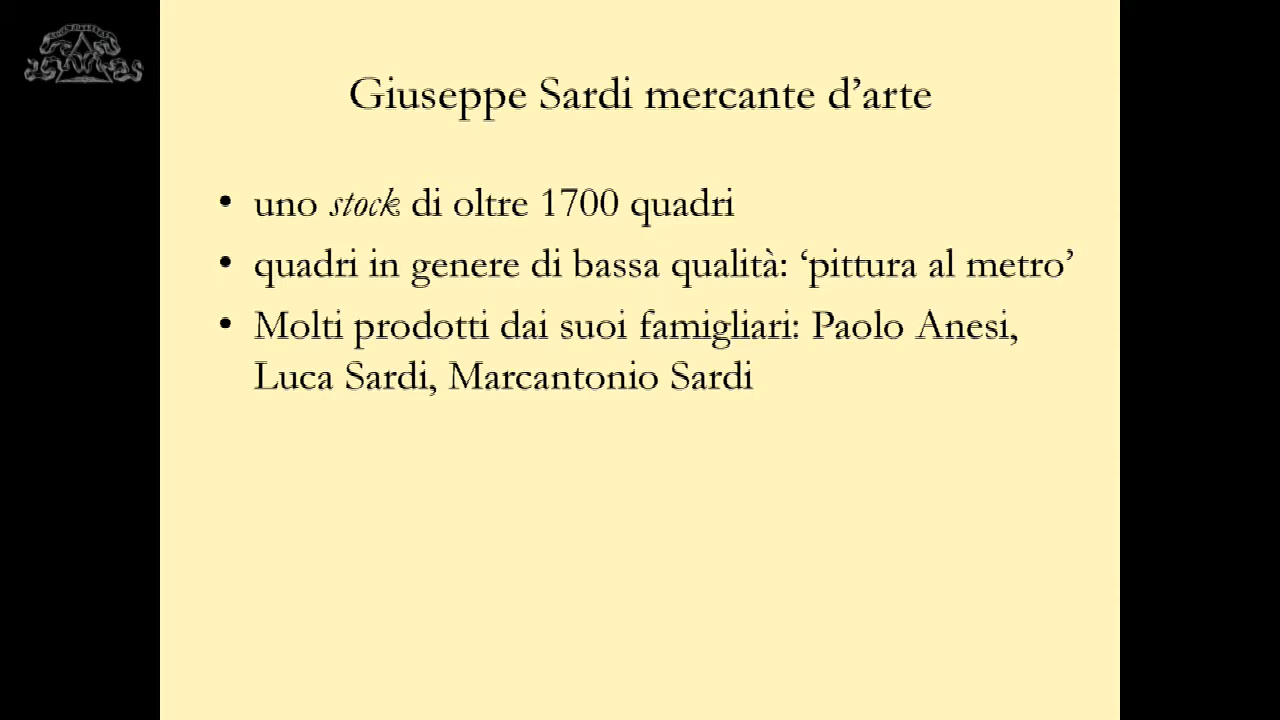 Giuseppe Sardi mercante d’arte
• uno stock di oltre 1700 quadri
• quadri in genere di bassa qualità: ‘pittura al metro’
• Molti prodotti dai suoi famigliari: Paolo Anesi,
Luca Sardi, Marcantonio Sardi